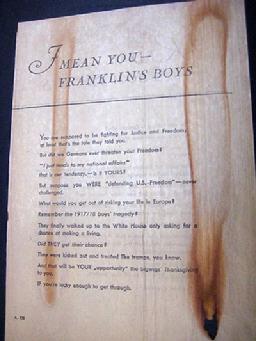 I MEAN YOU—
FRANKLIN'S BOYS
You are supposed to be fighting for Justice and Freedom,
at least that's the tale they told you.
But did we Germans ever threaten your Freedom?
"I just tends to my national affairs"
that is our tendency,—is it YOURS?
But suppose you WERE "defending U.S.-Freedom"—never
challenged.
What would you get out of risking your life in Europe?
Remember the 1917/18 boys' tragedy?
They finally walked up to the White House only asking for a
chance at making a living.
Did THEY get their chance?
They were kicked out and treated like tramps, you know.
And that will be YOUR "opportunity" the bigwigs Thanksgiving
to you,
if you're lucky enough to get through.